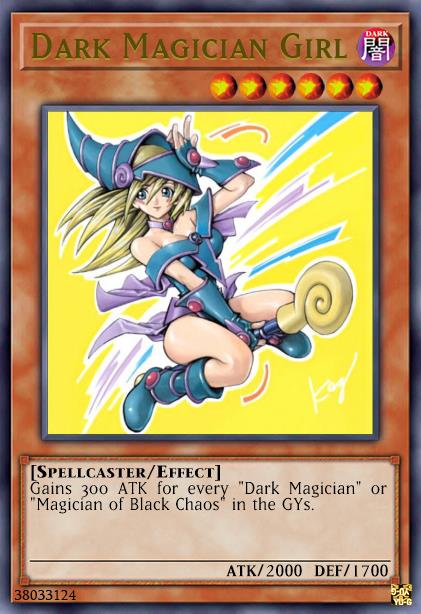 DARK MAGICIAN GIRL
DARK
闇
Kazu
[SPELLCASTER/EFFECT]
Gains 300 ATK for every "Dark Magician" or
"Magician of Black Chaos" in the GYs.
ATK/2000 DEF/1700
38033124